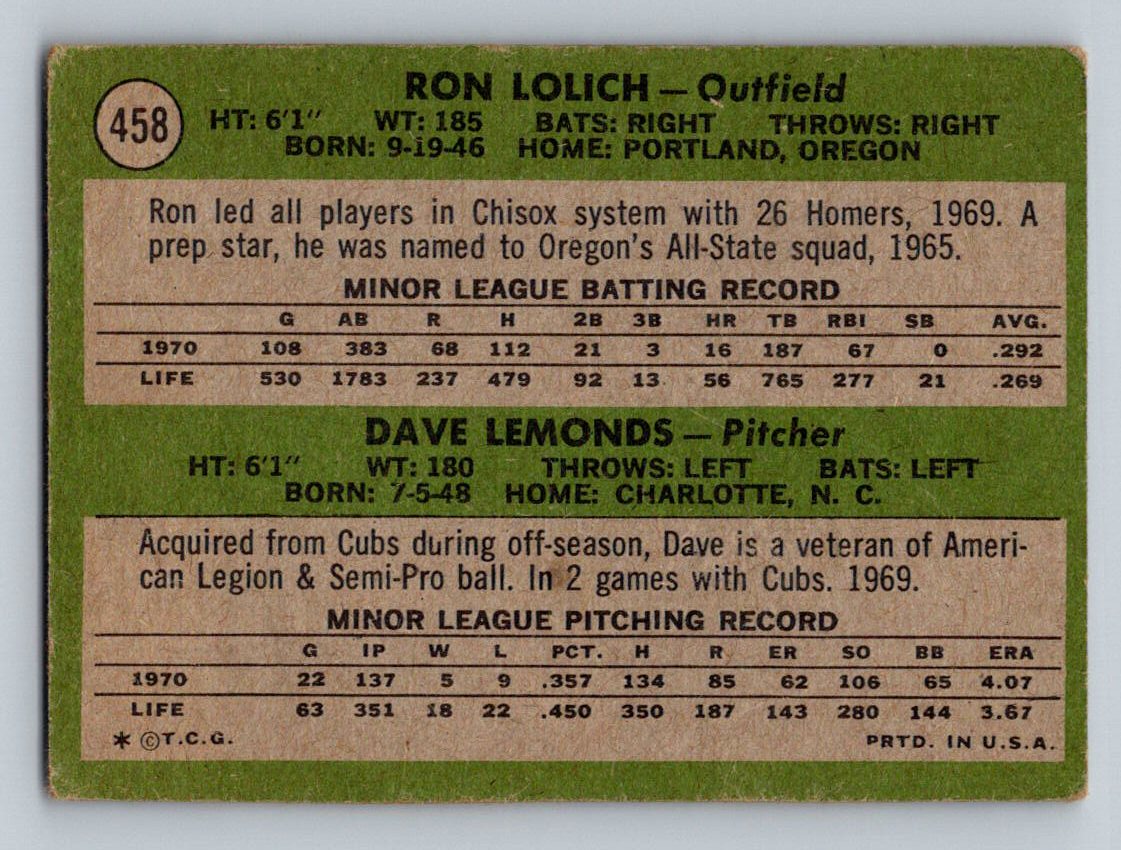 458
RON LOLICH — Outfield
HT: 6'1" WT: 185 BATS: RIGHT THROWS: RIGHT
BORN: 9-19-46 HOME: PORTLAND, OREGON
Ron led all players in Chisox system with 26 Homers, 1969. A
prep star, he was named to Oregon's All-State squad, 1965.
MINOR LEAGUE BATTING RECORD
G AB R H 2B 3B HR TB RBI SB AVG.
1970 108 383 68 112 21 3 16 187 67 0 .292
LIFE 530 1783 237 479 92 13 56 765 277 21 .269
DAVE LEMONDS — Pitcher
HT: 6'1" WT: 180 THROWS: LEFT BATS: LEFT
BORN: 7-5-48 HOME: CHARLOTTE, N. C.
Acquired from Cubs during off-season, Dave is a veteran of Ameri-
can Legion & Semi-Pro ball. In 2 games with Cubs. 1969.
MINOR LEAGUE PITCHING RECORD
G IP W L PCT. H R ER SO BB ERA
1970 22 137 5 9 .357 134 85 62 106 65 4.07
LIFE 63 351 18 22 .450 350 187 143 280 144 3.67
* ©T.C.G. PRTD. IN U.S.A.